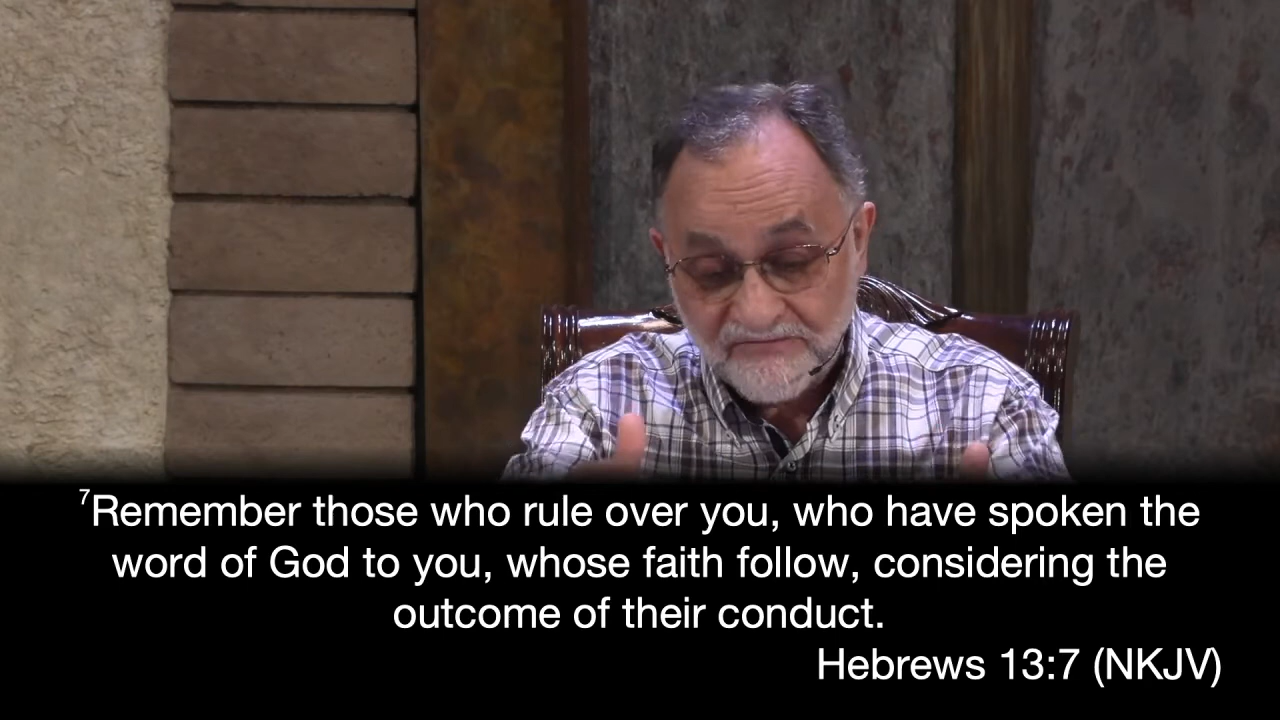 ⁷Remember those who rule over you, who have spoken the
word of God to you, whose faith follow, considering the
outcome of their conduct.
Hebrews 13:7 (NKJV)